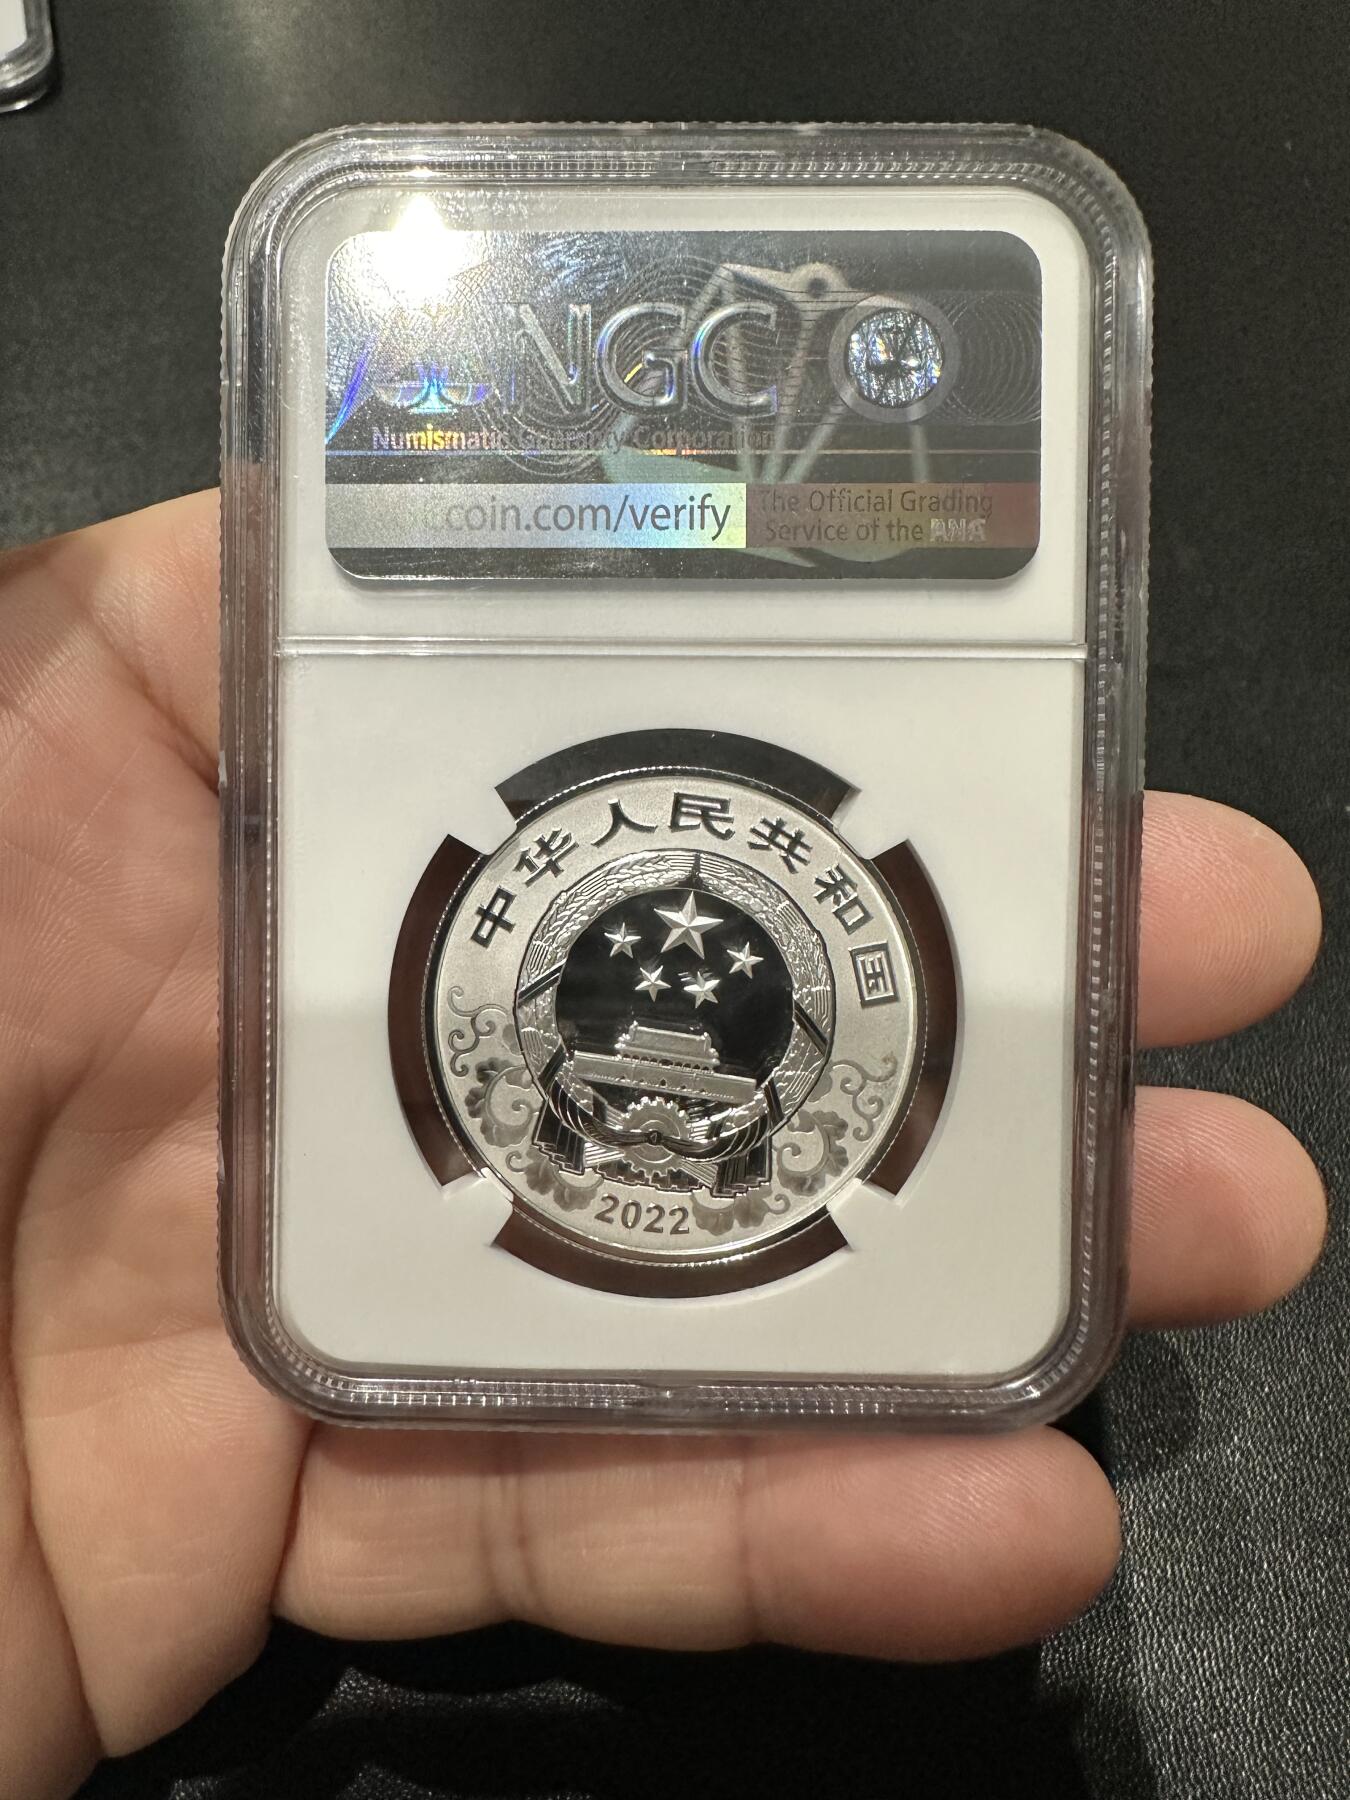 NGC
Numismatic Guaranty Corporation
coin.com/verify
The Official Grading
Service of the ANA
中华人民共和国
2022